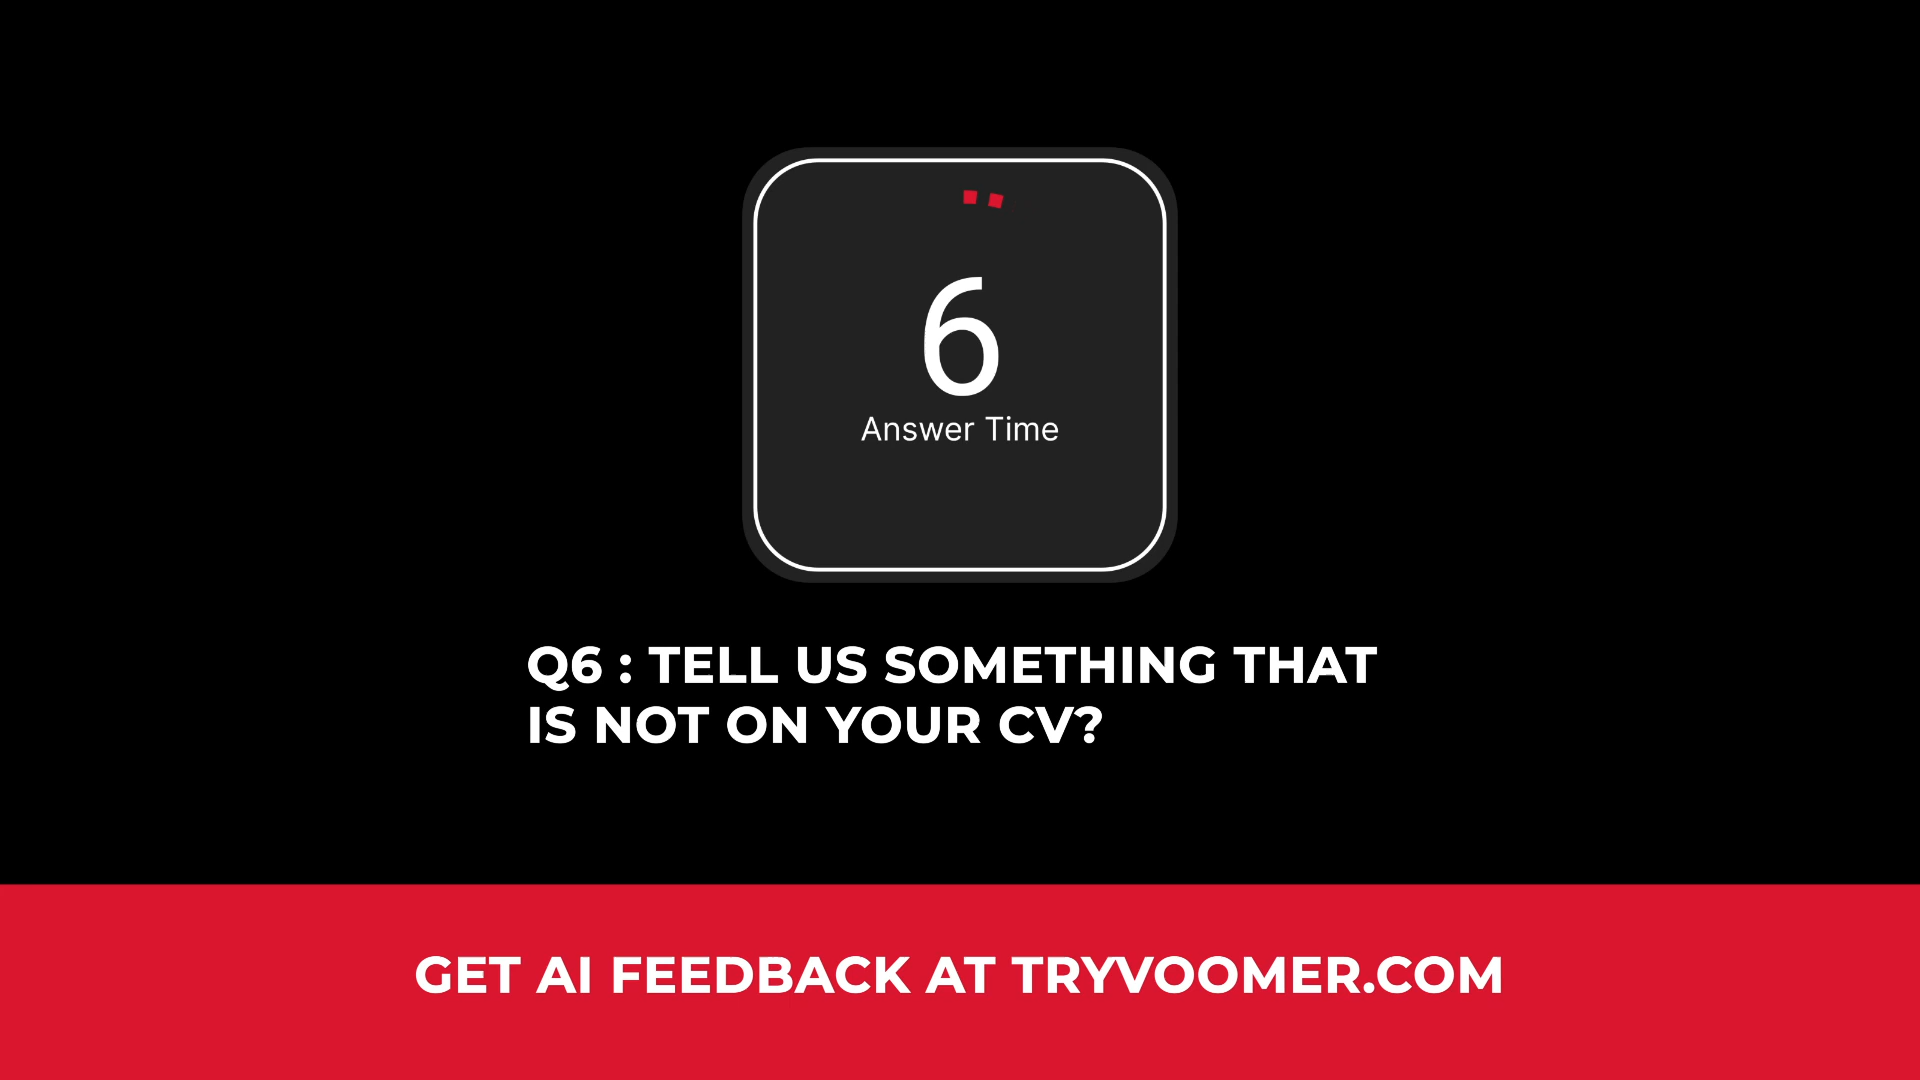 6
Answer Time
Q6 : TELL US SOMETHING THAT
IS NOT ON YOUR CV?
GET AI FEEDBACK AT TRYVOOMER.COM